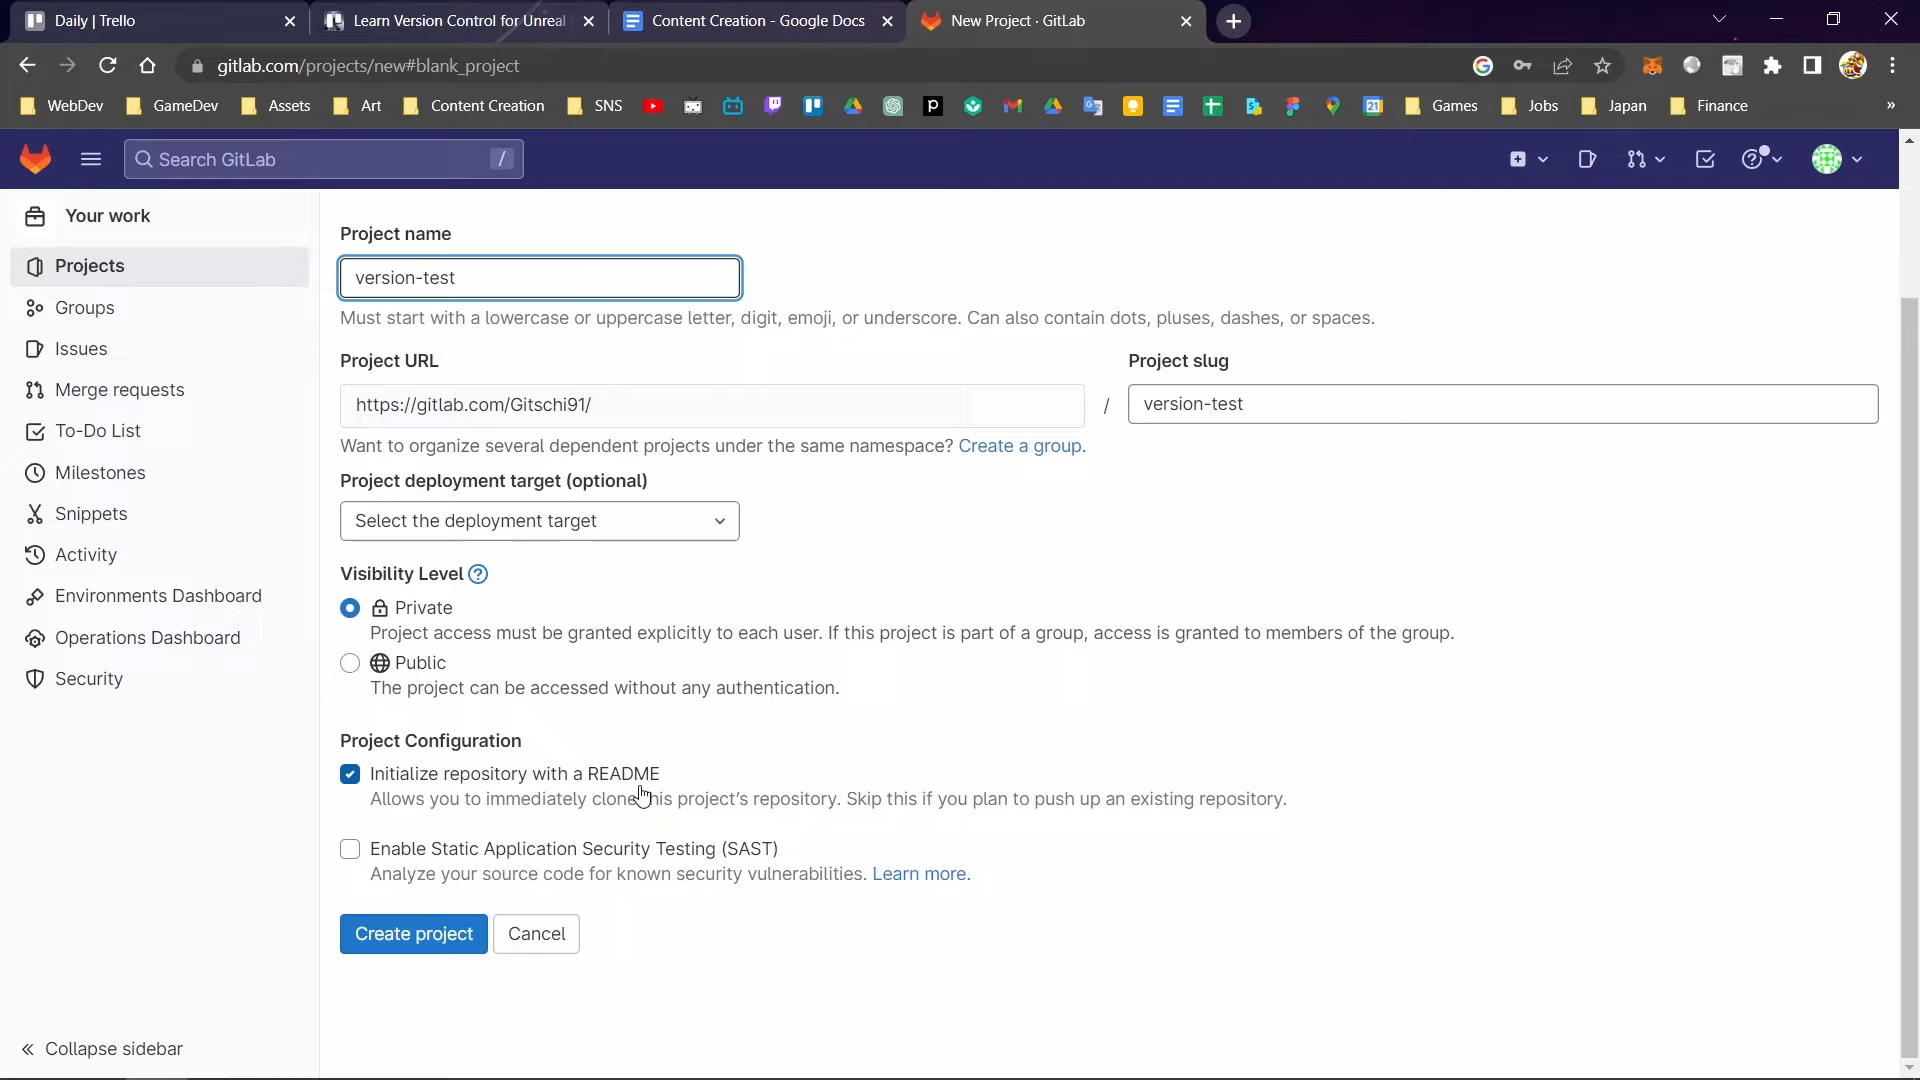 Daily | Trello
Learn Version Control for Unreal
Content Creation - Google Docs
New Project · GitLab
gitlab.com/projects/new#blank_project
WebDev
GameDev
Assets
Art
Content Creation
SNS
21
Games
Jobs
Japan
Finance
»
Search GitLab
/
Your work
Projects
Groups
Issues
Merge requests
To-Do List
Milestones
Snippets
Activity
Environments Dashboard
Operations Dashboard
Security
Collapse sidebar
Project name
version-test
Must start with a lowercase or uppercase letter, digit, emoji, or underscore. Can also contain dots, pluses, dashes, or spaces.
Project URL
Project slug
https://gitlab.com/Gitschi91/
/
version-test
Want to organize several dependent projects under the same namespace? Create a group.
Project deployment target (optional)
Select the deployment target
Visibility Level
Private
Project access must be granted explicitly to each user. If this project is part of a group, access is granted to members of the group.
Public
The project can be accessed without any authentication.
Project Configuration
Initialize repository with a README
Allows you to immediately clone this project's repository. Skip this if you plan to push up an existing repository.
Enable Static Application Security Testing (SAST)
Analyze your source code for known security vulnerabilities. Learn more.
Create project
Cancel